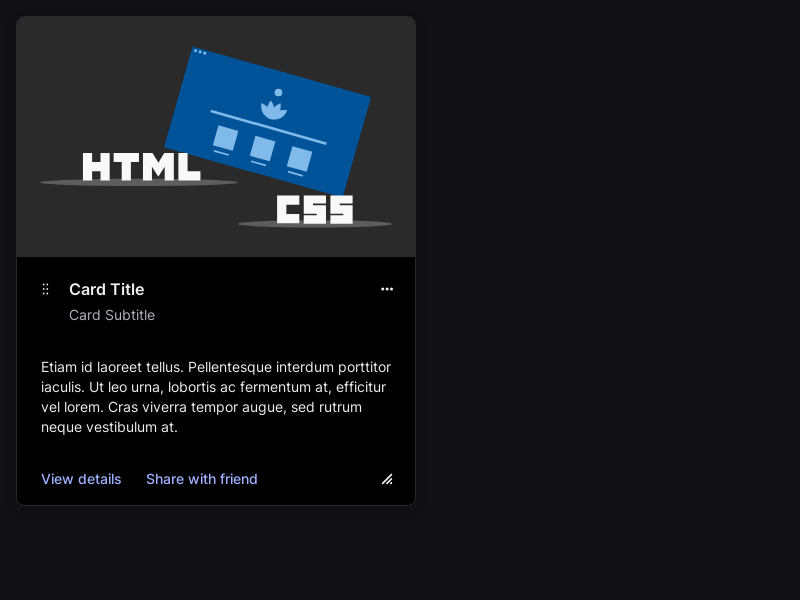 HTML
CSS
Card Title
Card Subtitle
Etiam id laoreet tellus. Pellentesque interdum porttitor
iaculis. Ut leo urna, lobortis ac fermentum at, efficitur
vel lorem. Cras viverra tempor augue, sed rutrum
neque vestibulum at.
View details
Share with friend